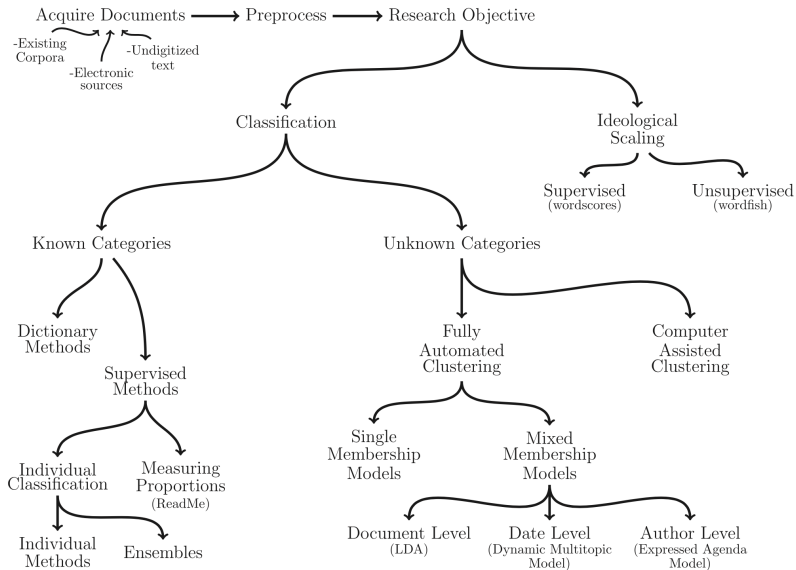 Acquire Documents
Preprocess
Research Objective
-Existing
Corpora
-Electronic
sources
-Undigitized
text
Classification
Ideological
Scaling
Supervised
(wordscores)
Unsupervised
(wordfish)
Known Categories
Unknown Categories
Dictionary
Methods
Supervised
Methods
Fully
Automated
Clustering
Computer
Assisted
Clustering
Individual
Classification
Measuring
Proportions
(ReadMe)
Single
Membership
Models
Mixed
Membership
Models
Individual
Methods
Ensembles
Document Level
(LDA)
Date Level
(Dynamic Multitopic
Model)
Author Level
(Expressed Agenda
Model)